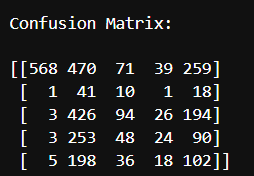 Confusion Matrix:
[[568 470 71 39 259]
[ 1 41 10 1 18]
[ 3 426 94 26 194]
[ 3 253 48 24 90]
[ 5 198 36 18 102]]